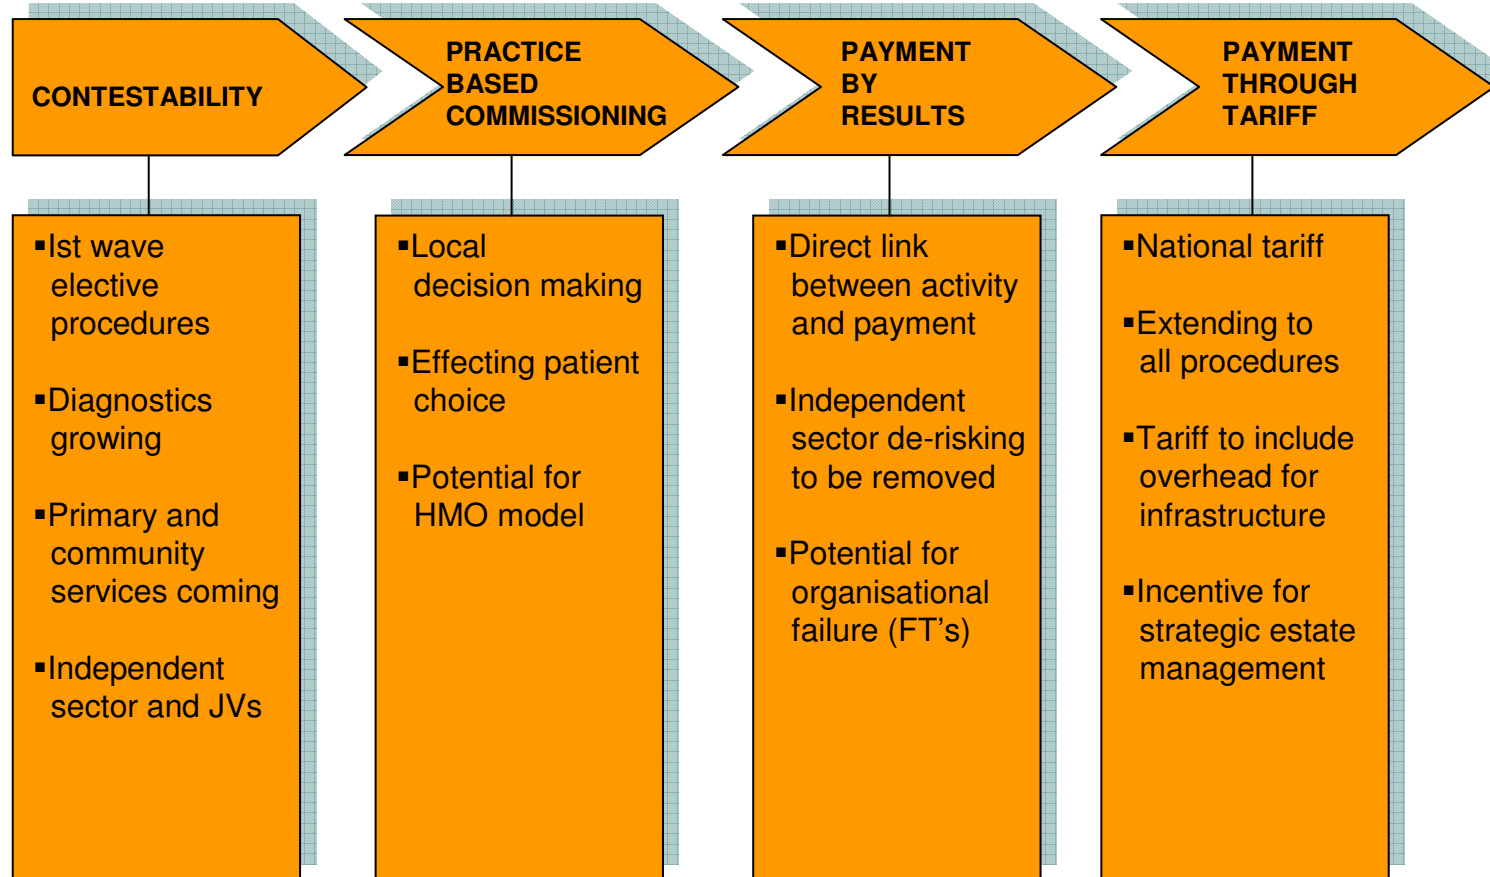 CONTESTABILITY
PRACTICE
BASED
COMMISSIONING
PAYMENT
BY
RESULTS
PAYMENT
THROUGH
TARIFF
▪Ist wave
elective
procedures
▪Diagnostics
growing
▪Primary and
community
services coming
▪Independent
sector and JVs
▪Local
decision making
▪Effecting patient
choice
▪Potential for
HMO model
▪Direct link
between activity
and payment
▪Independent
sector de-risking
to be removed
▪Potential for
organisational
failure (FT's)
▪National tariff
▪Extending to
all procedures
▪Tariff to include
overhead for
infrastructure
▪Incentive for
strategic estate
management